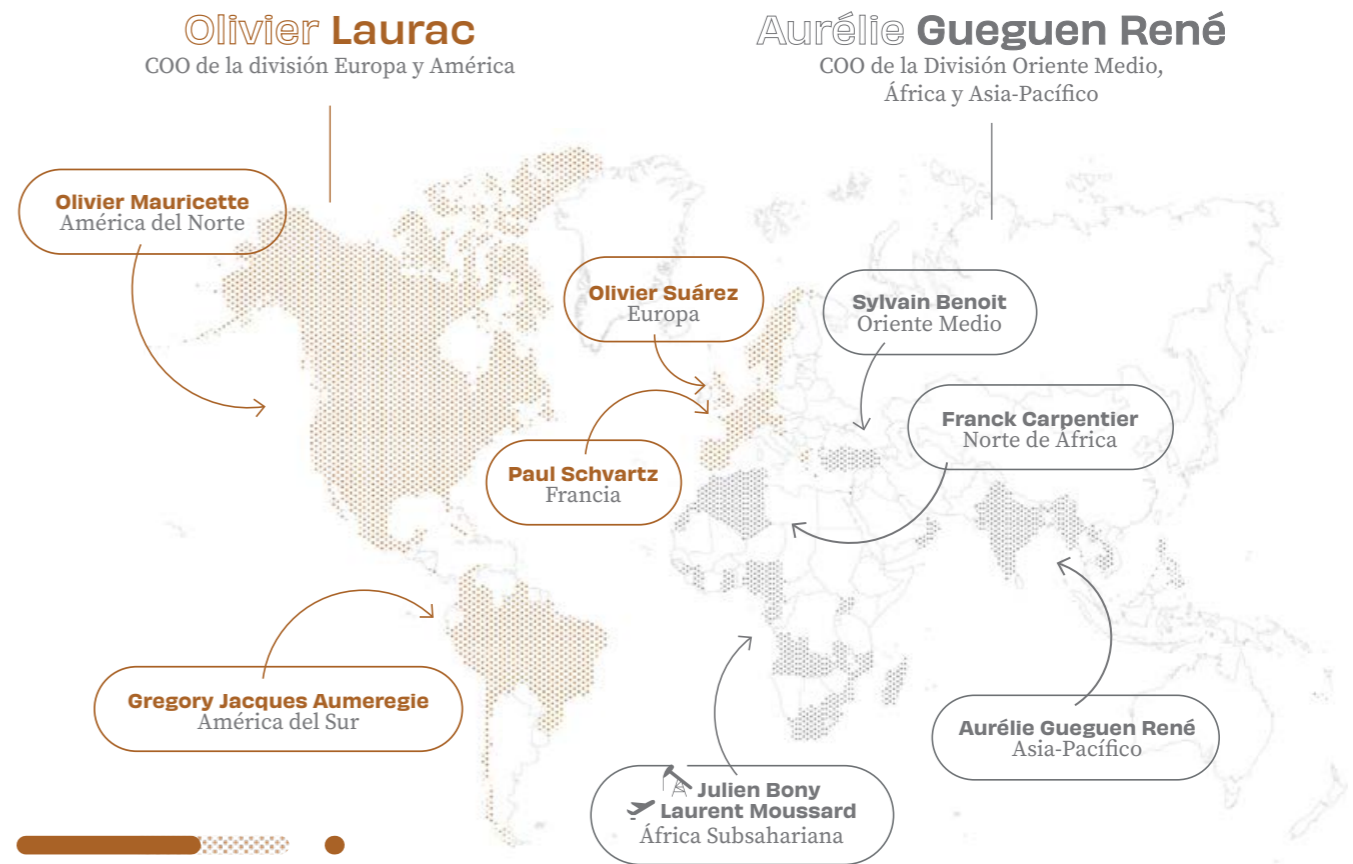 Olivier Laurac
COO de la división Europa y América
Aurélie Gueguen René
COO de la División Oriente Medio,
África y Asia-Pacífico
Olivier Mauricette
América del Norte
Olivier Suárez
Europa
Sylvain Benoit
Oriente Medio
Franck Carpentier
Norte de África
Paul Schvartz
Francia
Gregory Jacques Aumeregie
América del Sur
Aurélie Gueguen René
Asia-Pacífico
Julien Bony
Laurent Moussard
África Subsahariana